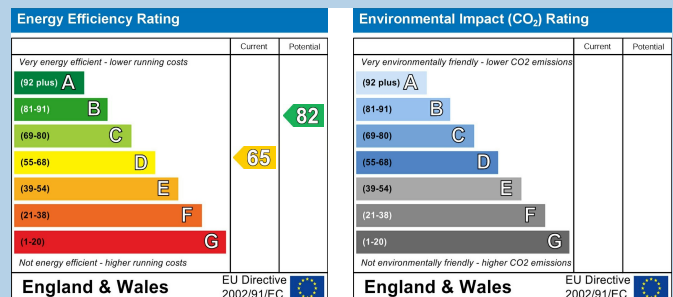 Energy Efficiency Rating
Current Potential
Very energy efficient - lower running costs
(92 plus) A
(81-91) B
82
(69-80) C
(55-68) D
65
(39-54) E
(21-38) F
(1-20) G
Not energy efficient - higher running costs
England & Wales
EU Directive
2002/91/EC
Environmental Impact (CO2) Rating
Current Potential
Very environmentally friendly - lower CO2 emissions
(92 plus) A
(81-91) B
(69-80) C
(55-68) D
(39-54) E
(21-38) F
(1-20) G
Not environmentally friendly - higher CO2 emissions
England & Wales
EU Directive
2002/91/EC